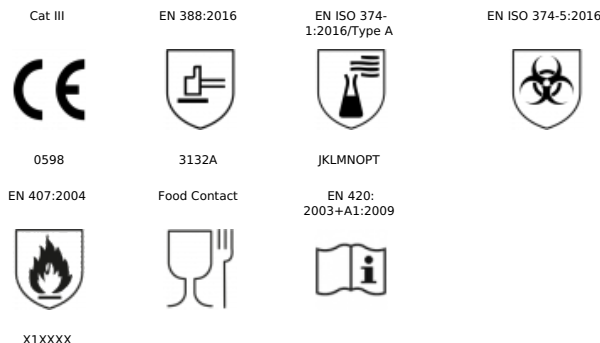 Cat III
EN 388:2016
EN ISO 374-
1:2016/Type A
EN ISO 374-5:2016
CE
0598
3132A
JKLMNOPT
EN 407:2004
Food Contact
EN 420:
2003+A1:2009
i
X1XXXX